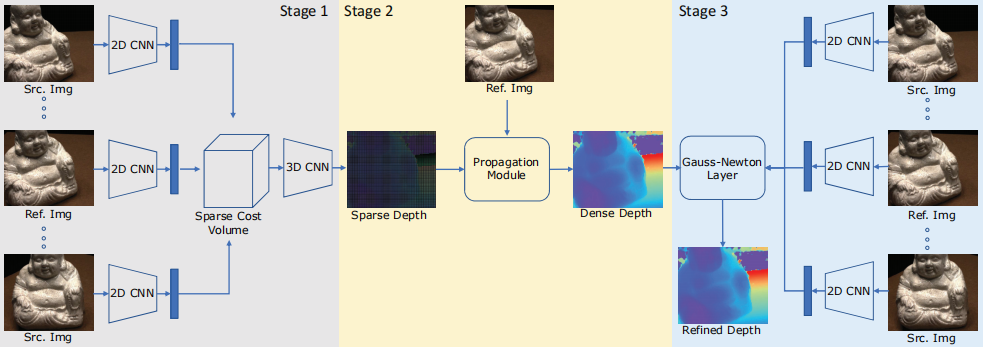 Stage 1
2D CNN
Src. Img
2D CNN
Ref. Img
Sparse Cost
Volume
3D CNN
2D CNN
Src. Img
Stage 2
Ref. Img
Sparse Depth
Propagation
Module
Dense Depth
Stage 3
2D CNN
Src. Img
Gauss-Newton
Layer
2D CNN
Ref. Img
Refined Depth
2D CNN
Src. Img